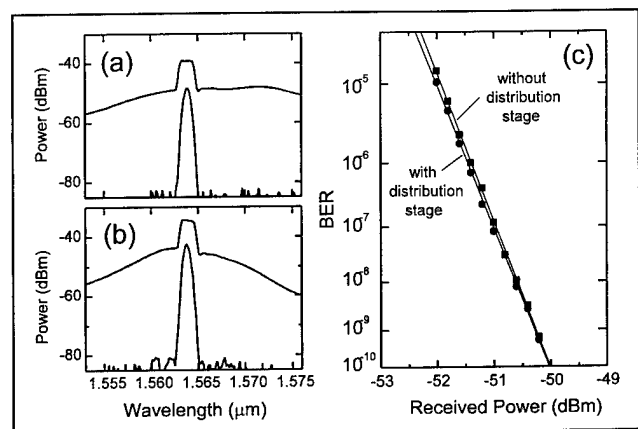 (a)
Power (dBm)
-40
-60
-80
(b)
Power (dBm)
-40
-60
-80
1.555
1.560
1.565
1.570
1.576
Wavelength (μm)
(c)
BER
10-5
10-6
10-7
10-8
10-9
10-10
without
distribution
stage
with
distribution
stage
-53
-52
-51
-50
-49
Received Power (dBm)